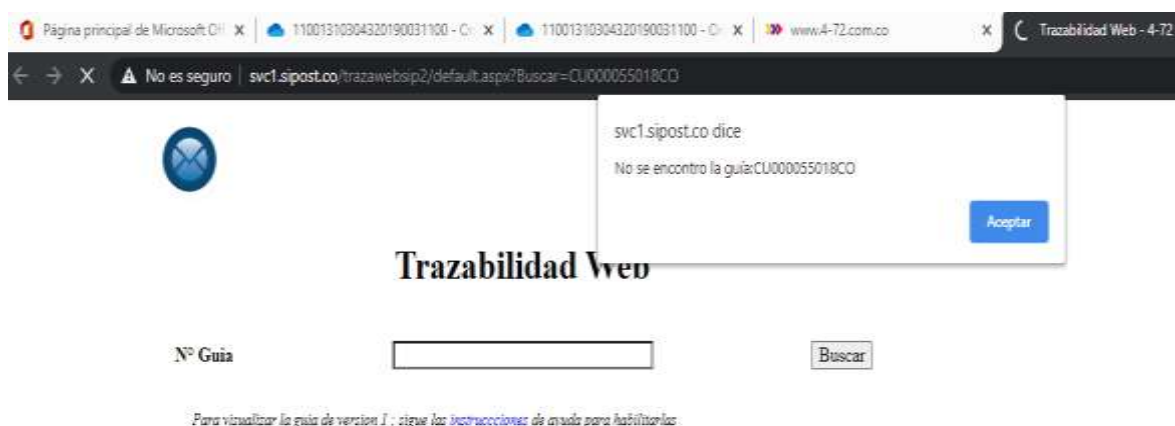 Página principal de Microsoft Of
11001310304320190031100 - O
11001310304320190031100 - O
www.4-72.com.co
Trazabilidad Web - 4-72
No es seguro svc1.sipost.co/trazawebsip2/default.aspx?Buscar=CU000055018CO
svc1.sipost.co dice
No se encontro la guía:CU000055018CO
Aceptar
Trazabilidad Web
N° Guia
Buscar
Para visualizar la guia de version 1 ; sigue las instruccciones de ayuda para habilitarlas